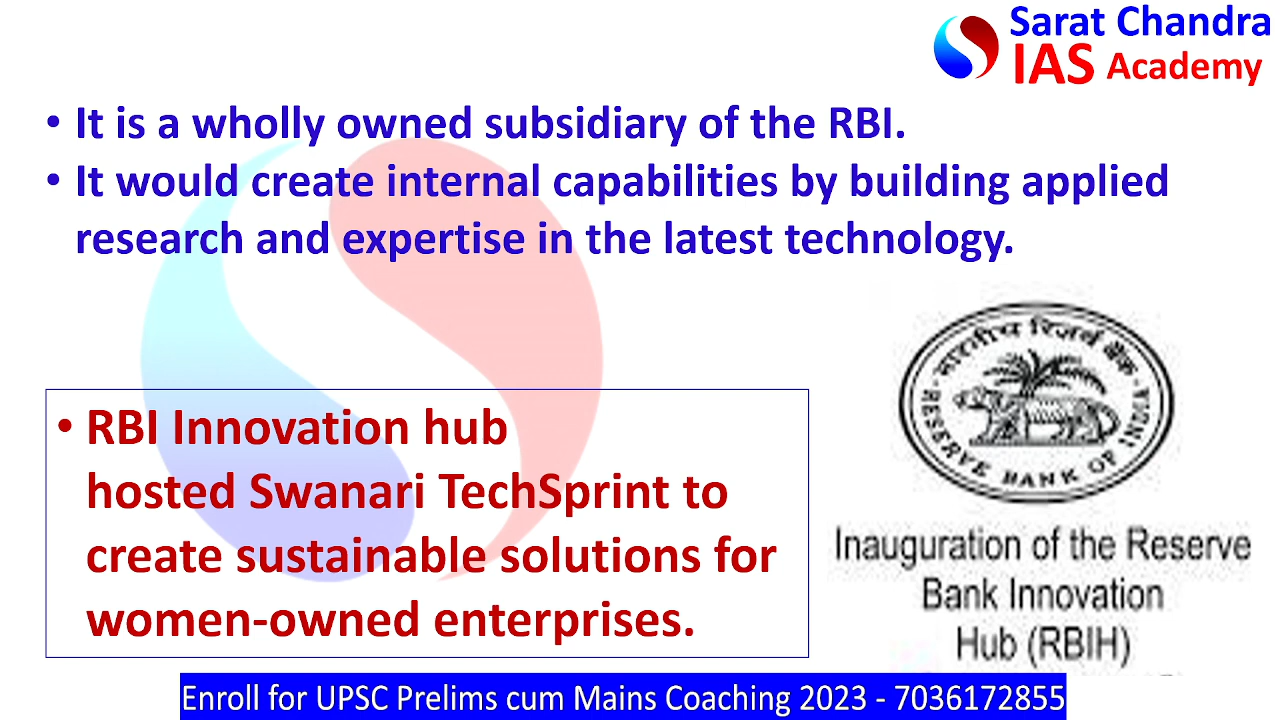 Sarat Chandra
IAS Academy
• It is a wholly owned subsidiary of the RBI.
• It would create internal capabilities by building applied
research and expertise in the latest technology.
• RBI Innovation hub
hosted Swanari TechSprint to
create sustainable solutions for
women-owned enterprises.
भारतीय रिज़र्व बैंक
RESERVE BANK OF INDIA
Inauguration of the Reserve
Bank Innovation
Hub (RBIH)
Enroll for UPSC Prelims cum Mains Coaching 2023 - 7036172855